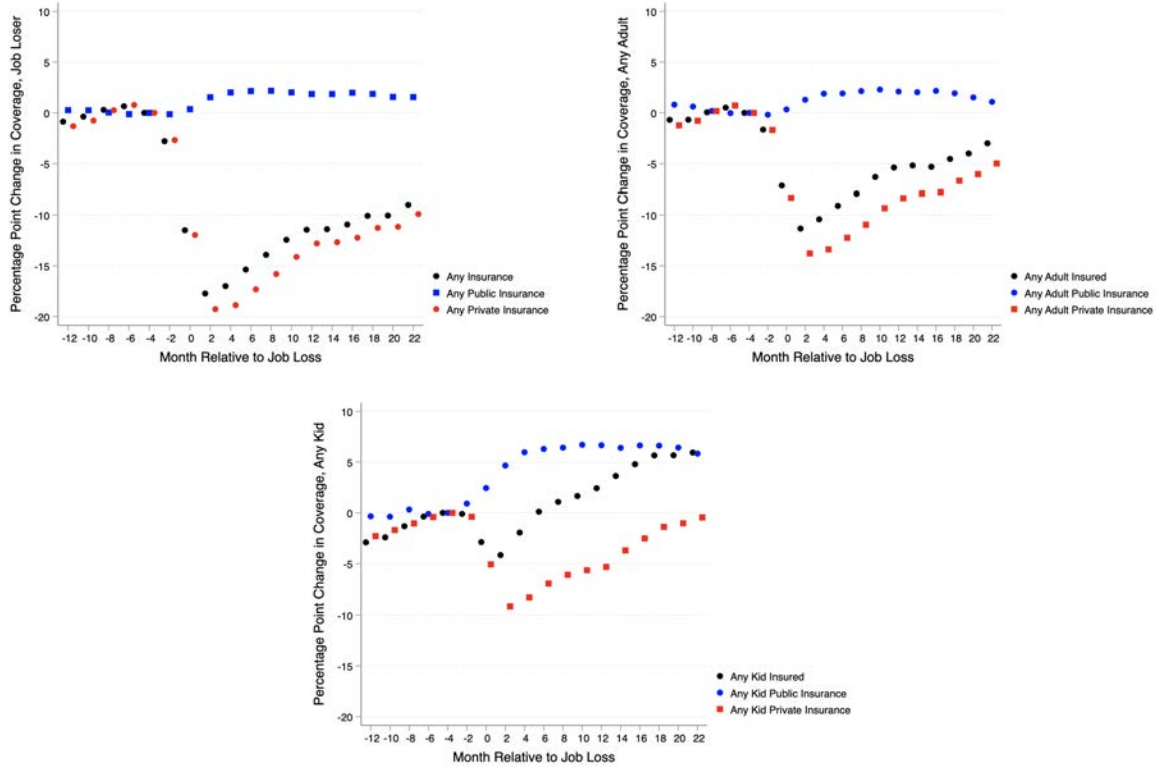 Percentage Point Change in Coverage, Job Loser
10
5
0
-5
-10
-15
-20
-12 -10 -8 -6 -4 -2 0 2 4 6 8 10 12 14 16 18 20 22
Month Relative to Job Loss
Any Insurance
Any Public Insurance
Any Private Insurance
Percentage Point Change in Coverage, Any Adult
10
5
0
-5
-10
-15
-20
-12 -10 -8 -6 -4 -2 0 2 4 6 8 10 12 14 16 18 20 22
Month Relative to Job Loss
Any Adult Insured
Any Adult Public Insurance
Any Adult Private Insurance
Percentage Point Change in Coverage, Any Kid
10
5
0
-5
-10
-15
-20
-12 -10 -8 -6 -4 -2 0 2 4 6 8 10 12 14 16 18 20 22
Month Relative to Job Loss
Any Kid Insured
Any Kid Public Insurance
Any Kid Private Insurance